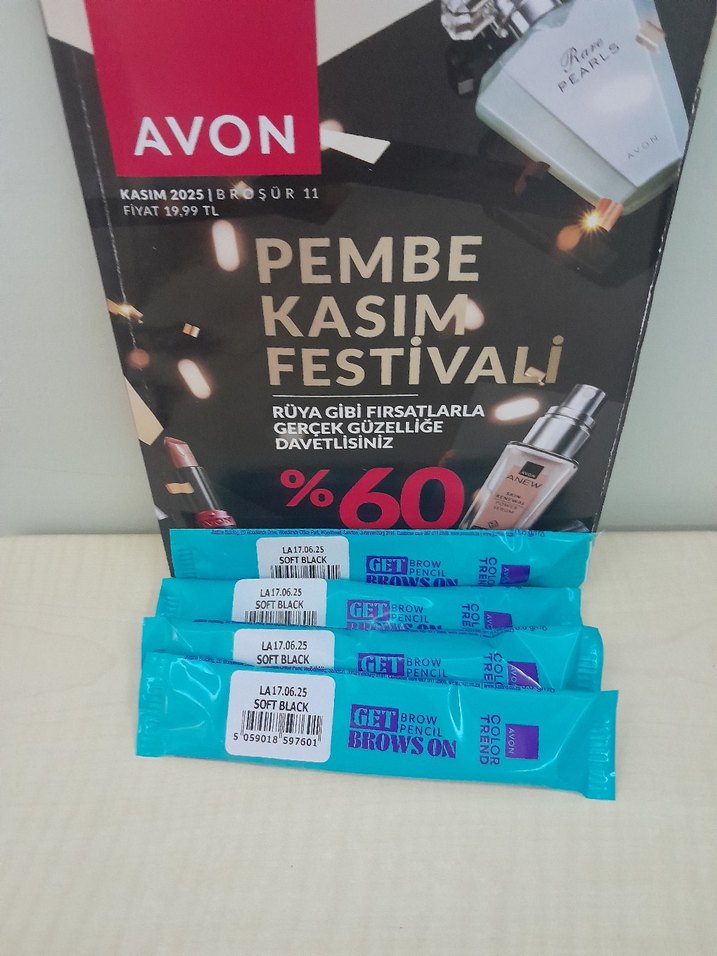 Rare
PEARLS
AVON
AVON
KASIM 2025 | BROŞÜR 11
FİYAT 19,99 TL
PEMBE
KASIM
FESTİVALİ
RÜYA GİBİ FIRSATLARLA
GERÇEK GÜZELLİĞE
DAVETLİSİNİZ
%60
AVON
ANEW
SKIN
RENEWAL
POWER
SERUM
LA 17.06.25
SOFT BLACK
GET BROW
PENCIL
BROWS ON
COLOR
TREND
AVON
LA 17.06.25
SOFT BLACK
GET BROW
PENCIL
BROWS ON
COLOR
TREND
AVON
LA 17.06.25
SOFT BLACK
GET BROW
PENCIL
COLOR
TREND
AVON
LA 17.06.25
SOFT BLACK
5 059018 597601
GET BROW
PENCIL
BROWS ON
COLOR
TREND
AVON